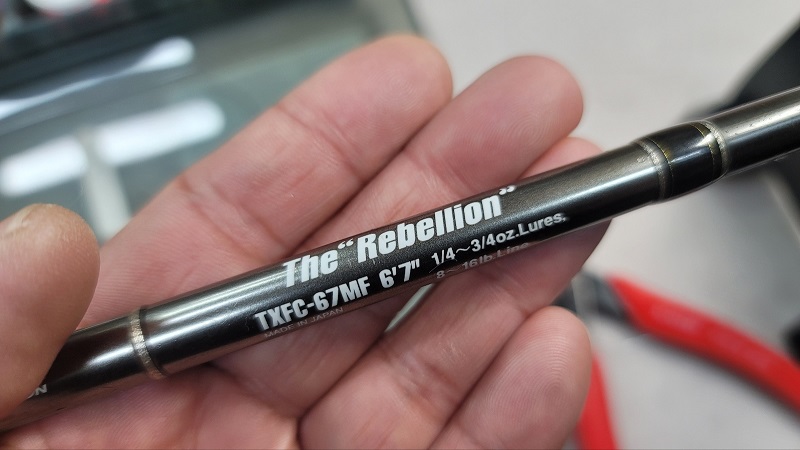 The “Rebellion”
TXFC-67MF 6'7" 1/4~3/4oz.Lures.
8~16lb.Line
MADE IN JAPAN